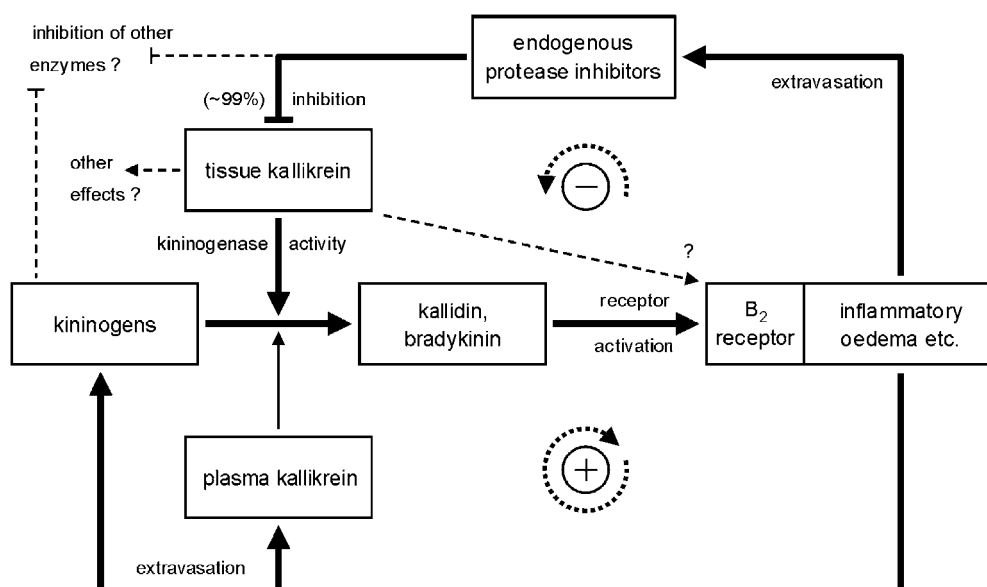 inhibition of other
enzymes ?
endogenous
protease inhibitors
extravasation
(~99%) inhibition
tissue kallikrein
other
effects ?
−
kininogenase activity
?
kininogens
kallidin,
bradykinin
receptor
activation
B2
receptor
inflammatory
oedema etc.
plasma kallikrein
+
extravasation